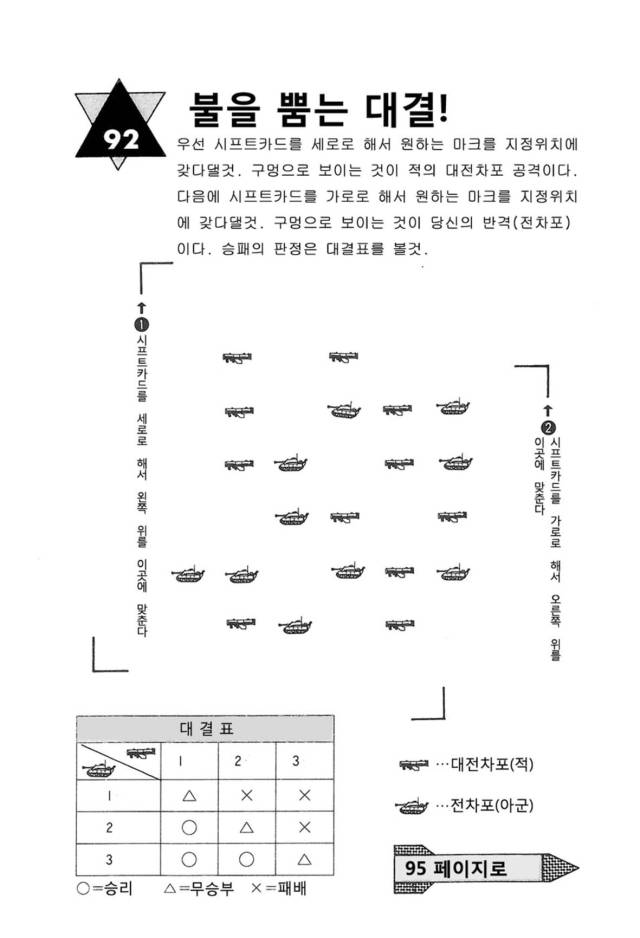 92
불을 뿜는 대결!
우선 시프트카드를 세로로 해서 원하는 마크를 지정위치에
갖다댈것. 구멍으로 보이는 것이 적의 대전차포 공격이다.
다음에 시프트카드를 가로로 해서 원하는 마크를 지정위치
에 갖다댈것. 구멍으로 보이는 것이 당신의 반격(전차포)
이다. 승패의 판정은 대결표를 볼것.
↑❶시프트카드를 세로로 해서 왼쪽 위를 이곳에 맞춘다
↑❷시프트카드를 가로로 해서 오른쪽 위를
이곳에 맞춘다
대 결 표
1 2 3
1 △ × ×
2 ○ △ ×
3 ○ ○ △
○=승리 △=무승부 ×=패배
…대전차포(적)
…전차포(아군)
95 페이지로